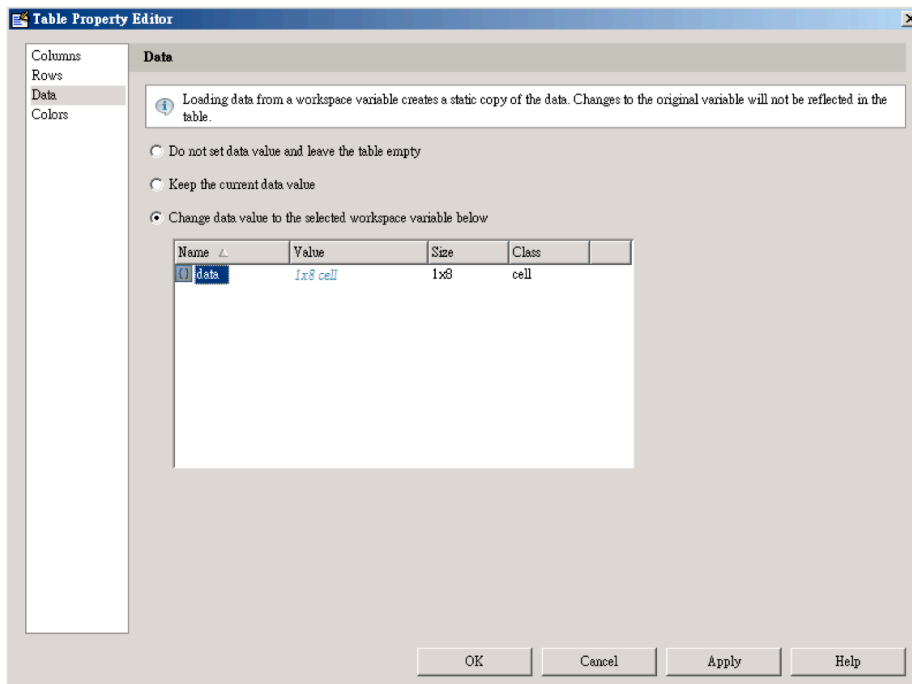 Table Property Editor
Columns
Rows
Data
Colors
Data
Loading data from a workspace variable creates a static copy of the data. Changes to the original variable will not be reflected in the
table.
Do not set data value and leave the table empty
Keep the current data value
Change data value to the selected workspace variable below
Name Value Size Class
data 1x8 cell 1x8 cell
OK Cancel Apply Help